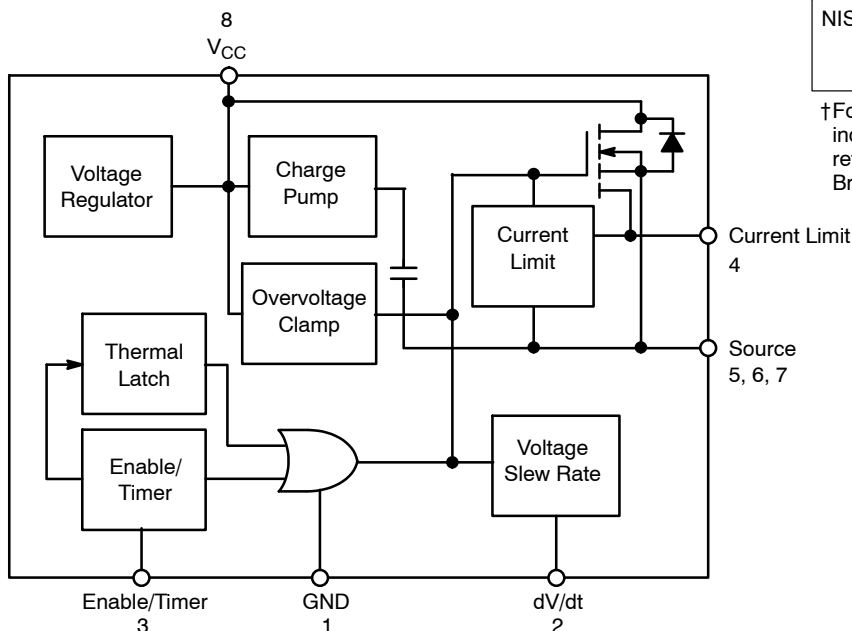 8
VCC
NIS
Voltage
Regulator
Charge
Pump
†Fo
inc
re
Br
Current
Limit
Current Limit
4
Overvoltage
Clamp
Thermal
Latch
Source
5, 6, 7
Enable/
Timer
Voltage
Slew Rate
Enable/Timer
3
GND
1
dV/dt
2